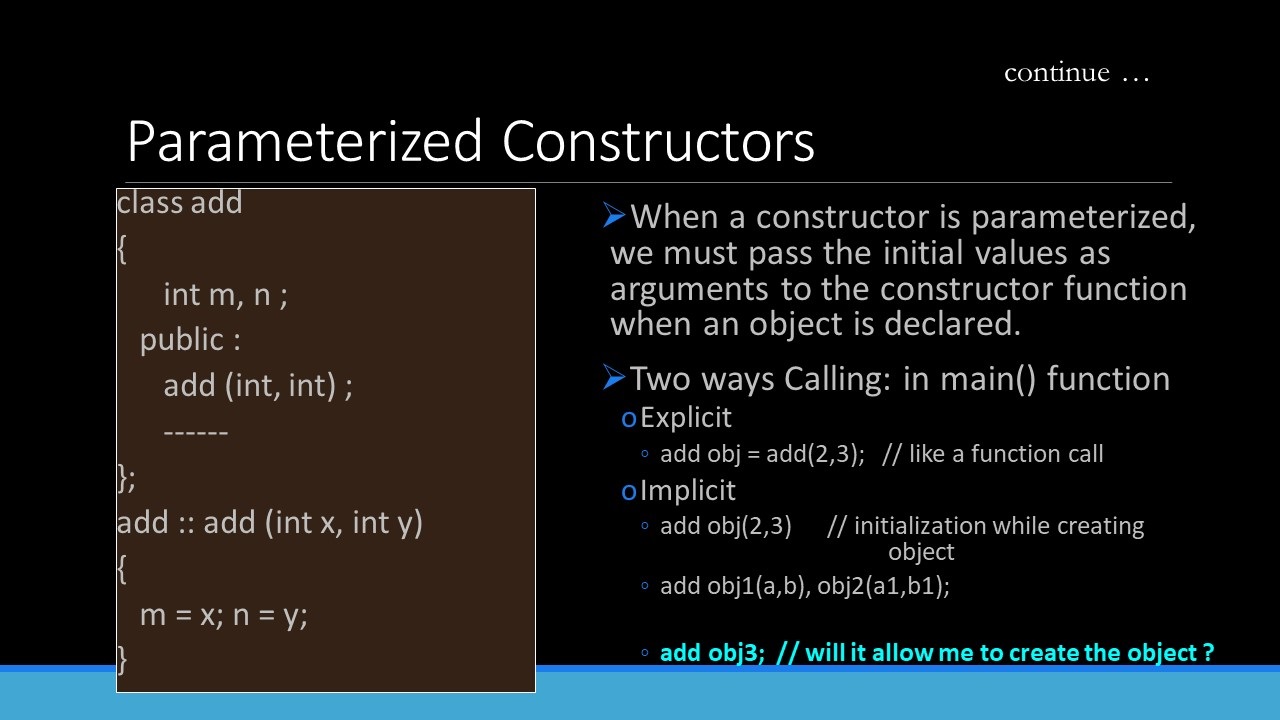 continue …
Parameterized Constructors
class add
{
int m, n ;
public :
add (int, int) ;
------
};
add :: add (int x, int y)
{
m = x; n = y;
}
➢When a constructor is parameterized,
we must pass the initial values as
arguments to the constructor function
when an object is declared.
➢Two ways Calling: in main() function
oExplicit
◦ add obj = add(2,3); // like a function call
oImplicit
◦ add obj(2,3) // initialization while creating
object
◦ add obj1(a,b), obj2(a1,b1);
◦ add obj3; // will it allow me to create the object ?